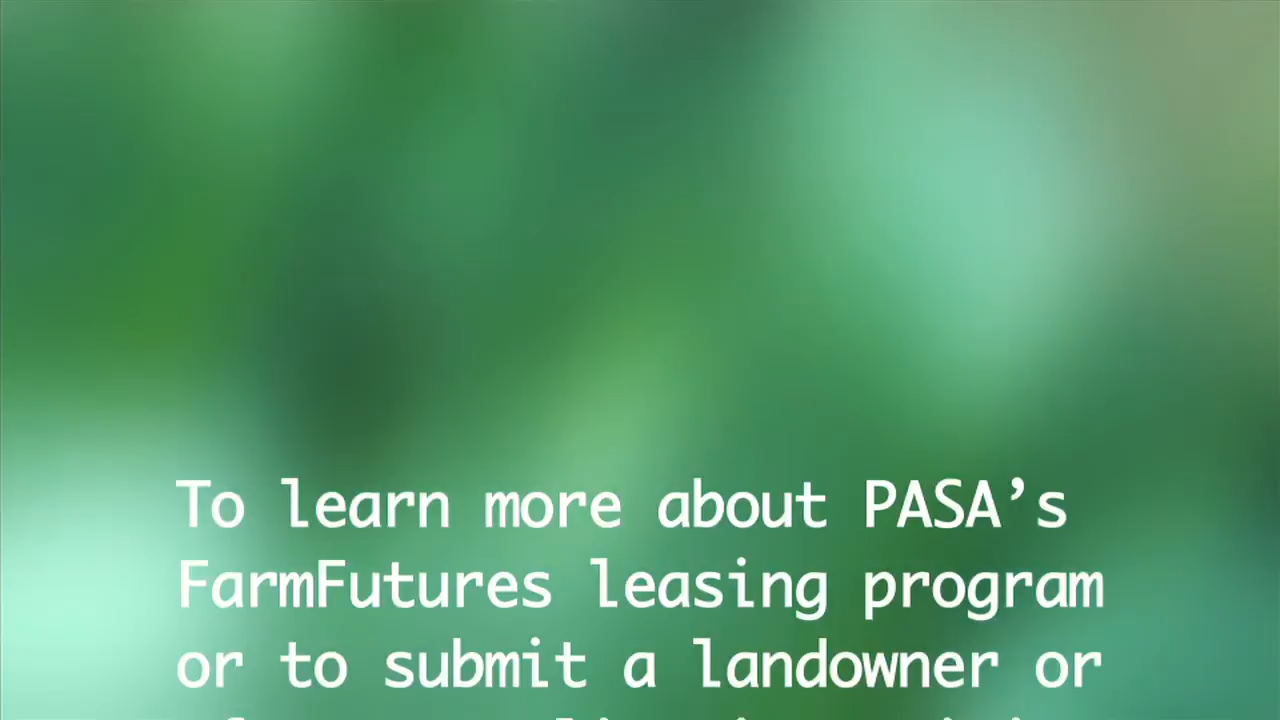 To learn more about PASA’s
FarmFutures leasing program
or to submit a landowner or